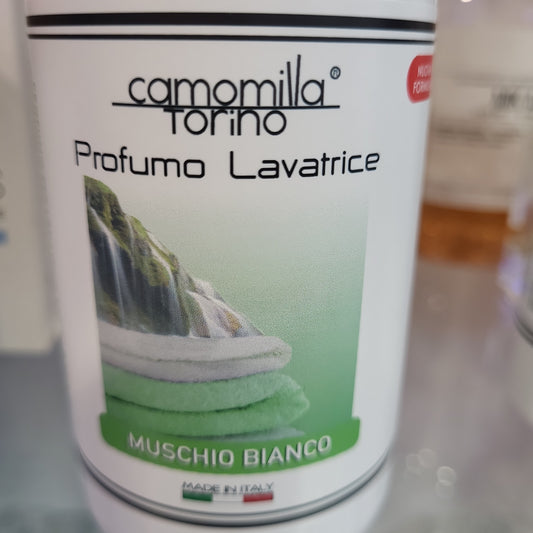 camomilla®
Torino
Profumo Lavatrice
MUSCHIO BIANCO
MADE IN ITALY